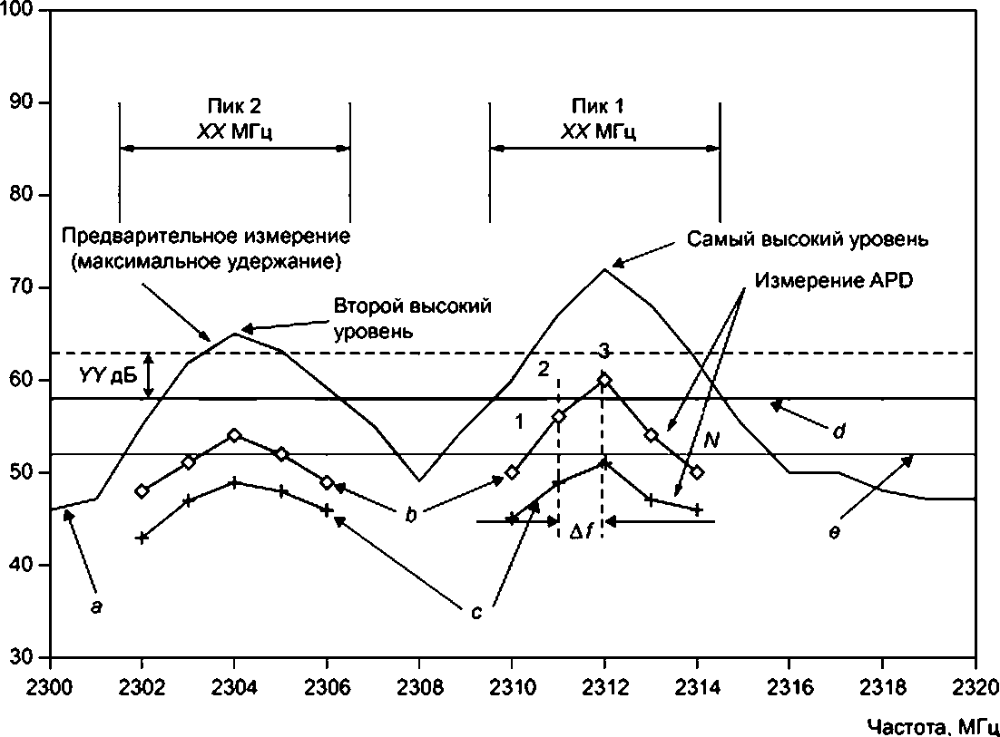 100
90
80
70
60
50
40
30
Пик 2
XX МГц
Пик 1
XX МГц
Предварительное измерение
(максимальное удержание)
Второй высокий
уровень
Самый высокий уровень
Измерение APD
YY дБ
1
2
3
N
Δf
a
b
c
d
e
2300
2302
2304
2306
2308
2310
2312
2314
2316
2318
2320
Частота, МГц